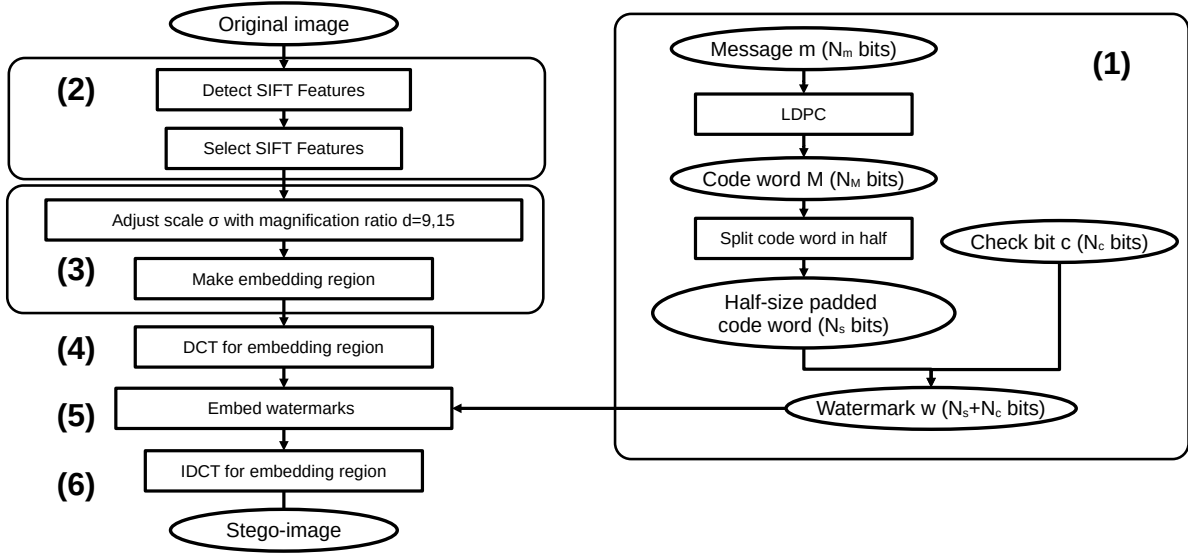 Original image
(2)
Detect SIFT Features
Select SIFT Features
Adjust scale σ with magnification ratio d=9,15
(3)
Make embedding region
(4)
DCT for embedding region
(5)
Embed watermarks
(6)
IDCT for embedding region
Stego-image
(1)
Message m (Nₘ bits)
LDPC
Code word M (N_M bits)
Split code word in half
Check bit c (N_c bits)
Half-size padded
code word (Nₛ bits)
Watermark w (Nₛ+N_c bits)